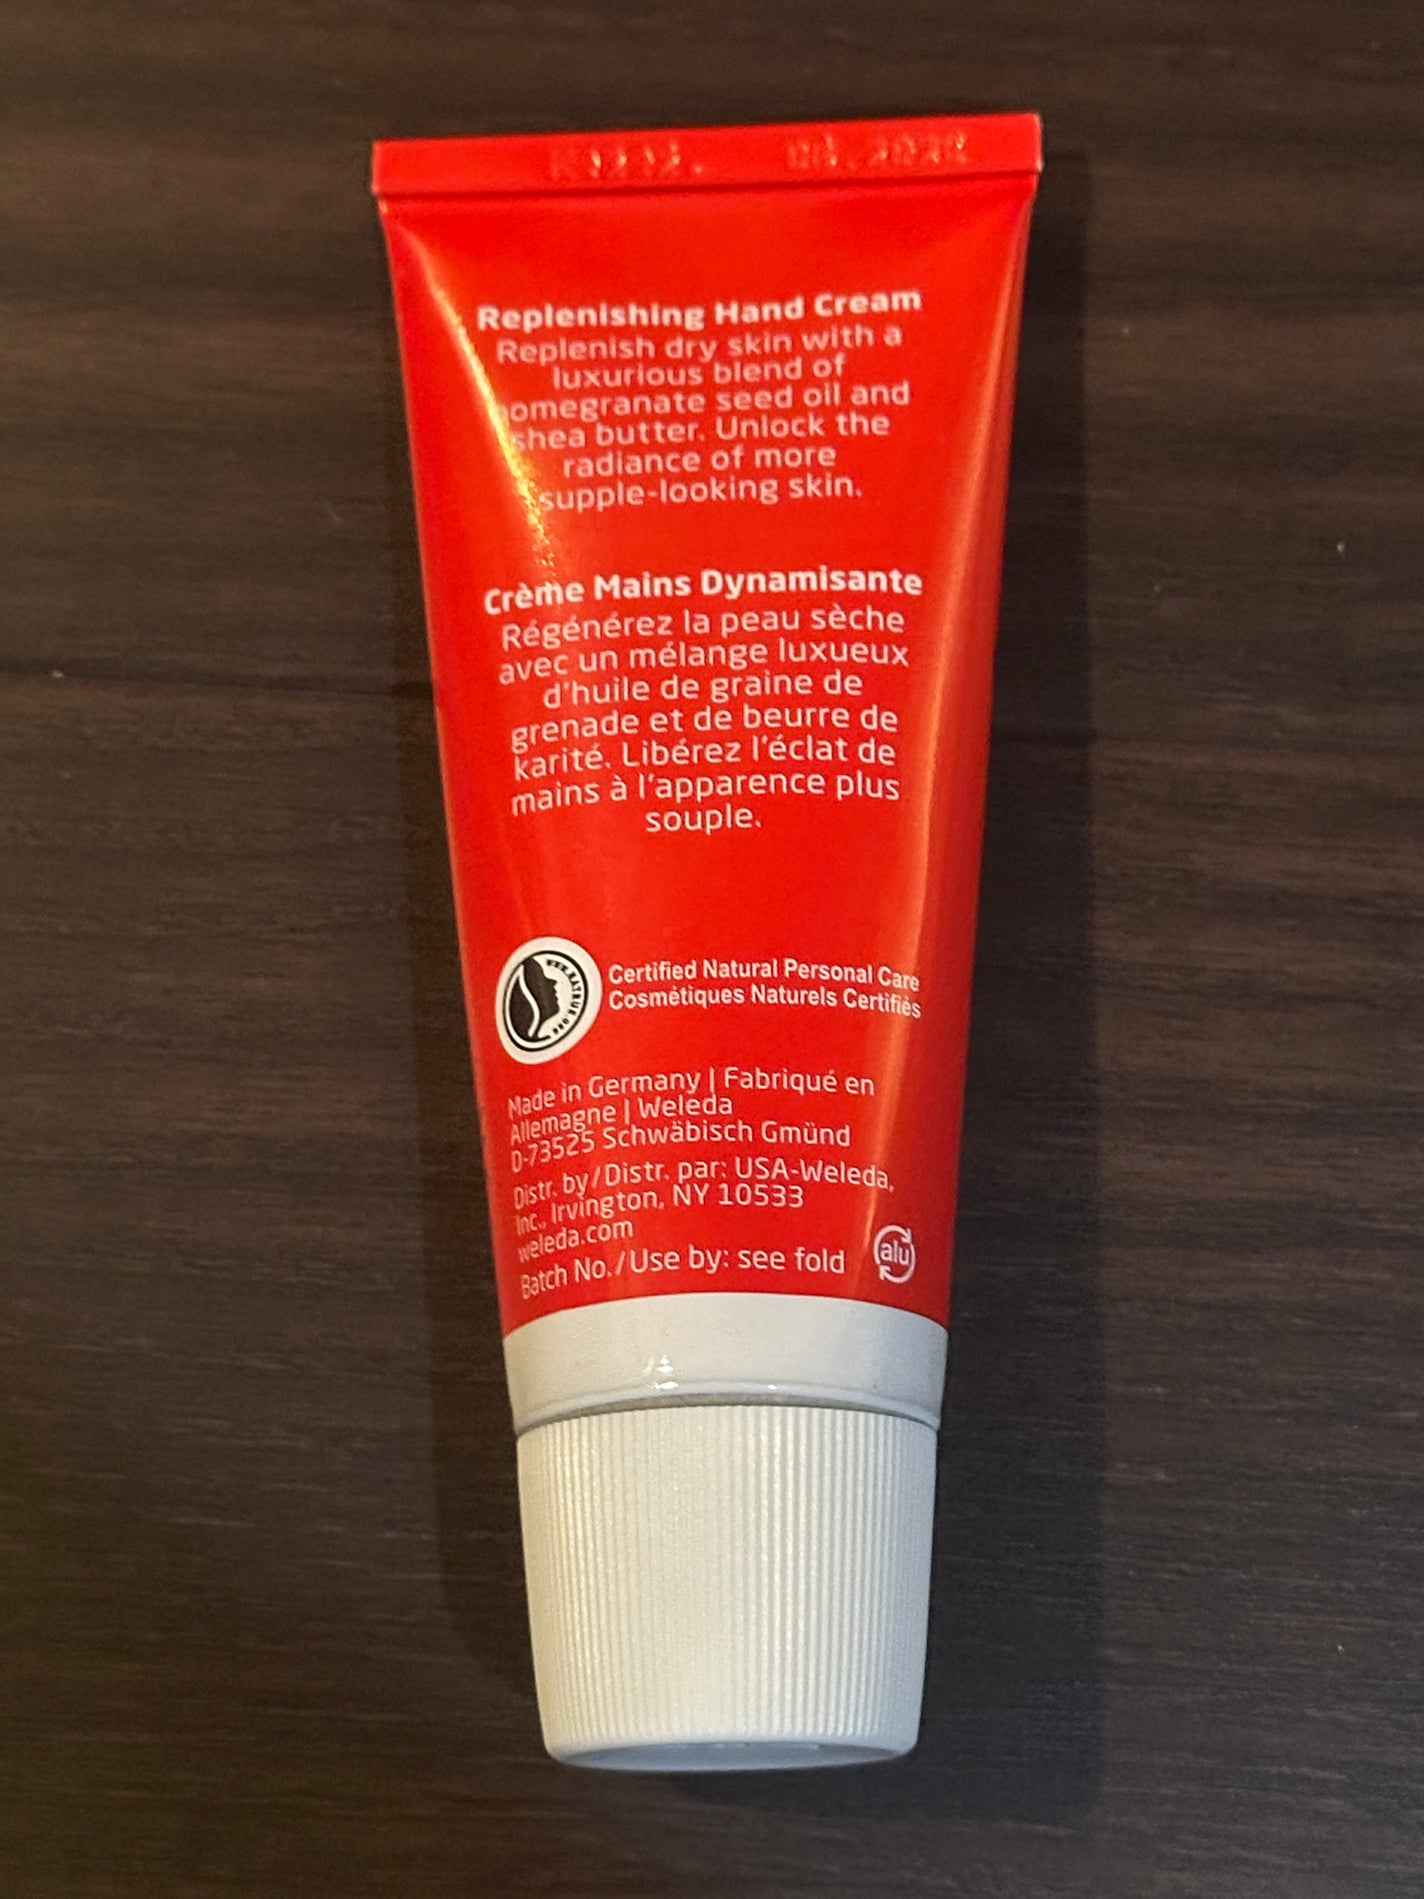 Replenishing Hand Cream
Replenish dry skin with a
luxurious blend of
pomegranate seed oil and
shea butter. Unlock the
radiance of more
supple-looking skin.
Crème Mains Dynamisante
Régénérez la peau sèche
avec un mélange luxueux
d'huile de graine de
grenade et de beurre de
karité. Libérez l'éclat de
mains à l'apparence plus
souple.
Certified Natural Personal Care
Cosmétiques Naturels Certifiés
Made in Germany | Fabriqué en
Allemagne | Weleda
D-73525 Schwäbisch Gmünd
Distr. by/Distr. par: USA-Weleda,
Inc., Irvington, NY 10533
weleda.com
Batch No./Use by: see fold
alu